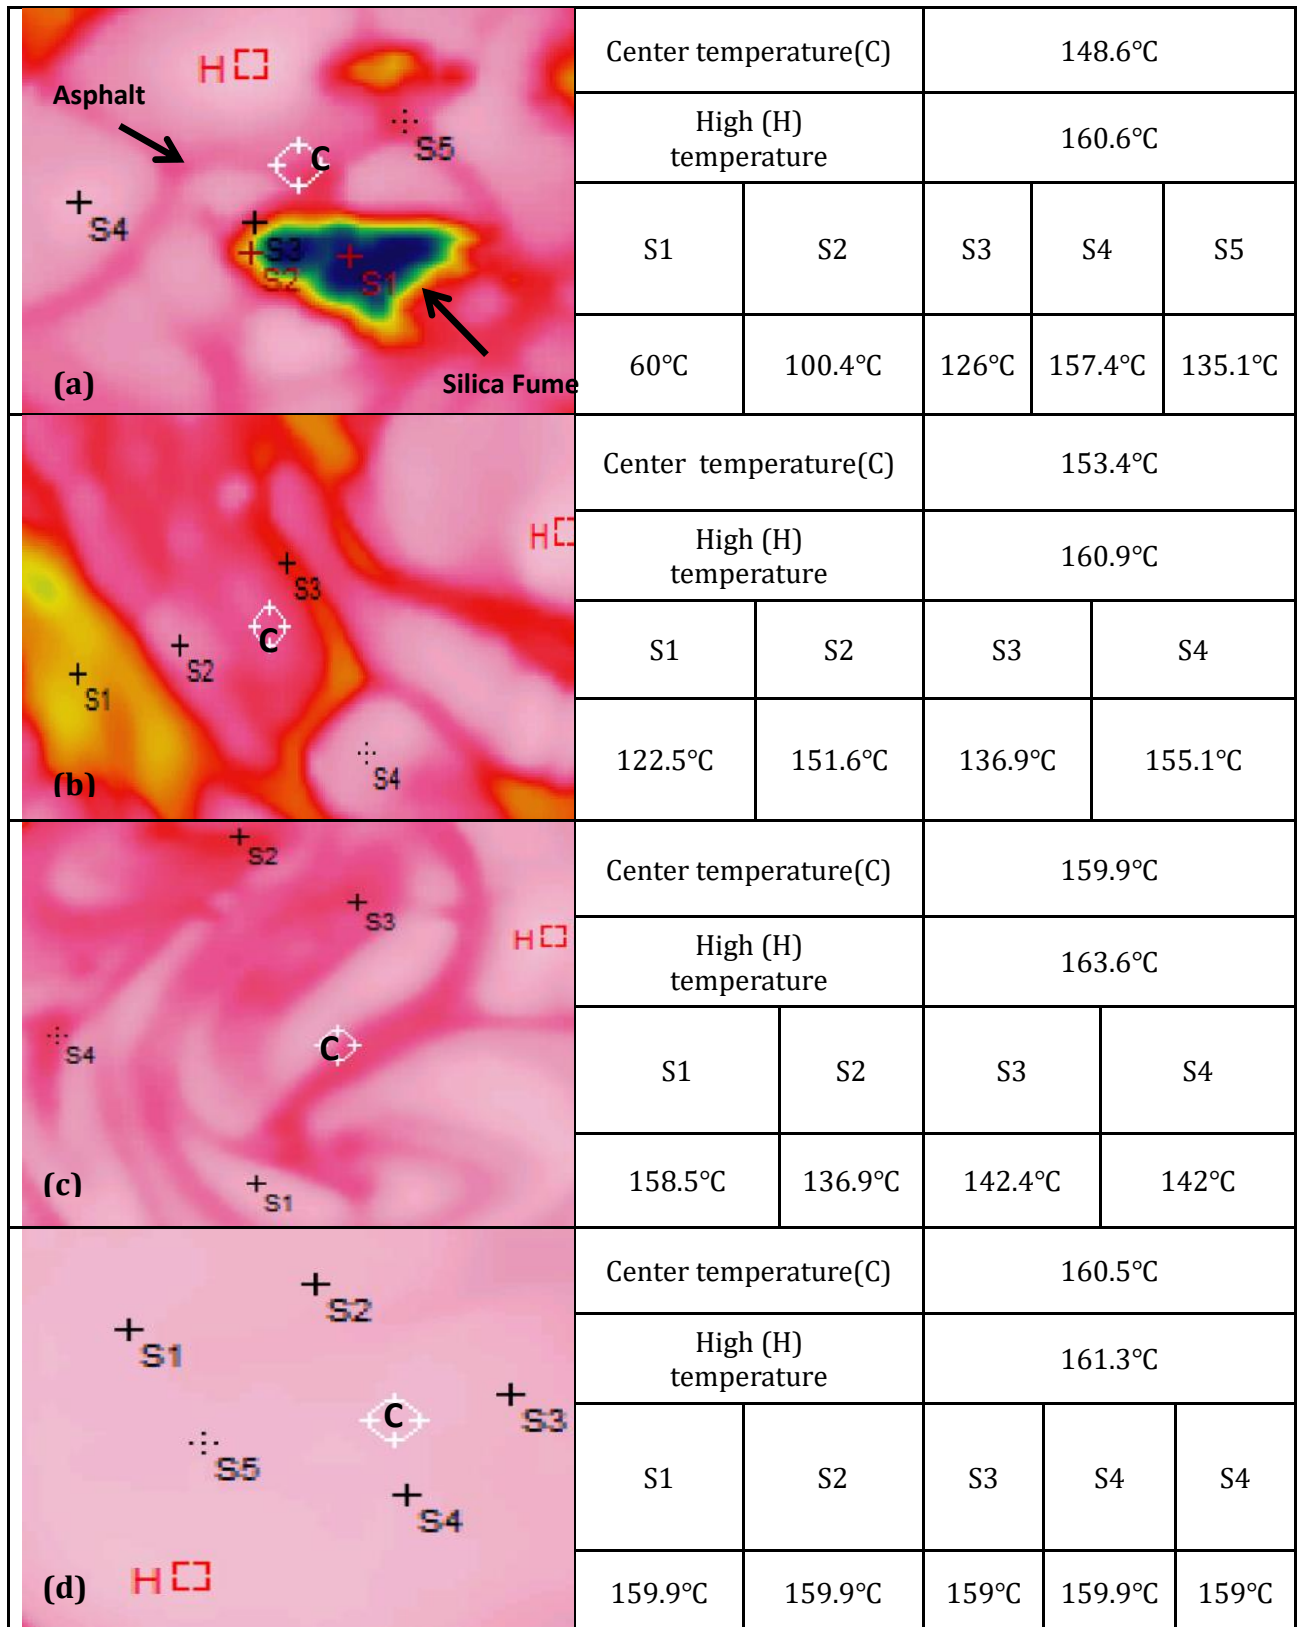 H
Asphalt
C
S5
S4
S3
S2
S1
(a)
Silica Fume
Center temperature(C)
148.6°C
High (H)
temperature
160.6°C
S1
S2
S3
S4
S5
60°C
100.4°C
126°C
157.4°C
135.1°C
H
S3
C
S2
S1
S4
(b)
Center temperature(C)
153.4°C
High (H)
temperature
160.9°C
S1
S2
S3
S4
122.5°C
151.6°C
136.9°C
155.1°C
S2
S3
H
C
S4
S1
(c)
Center temperature(C)
159.9°C
High (H)
temperature
163.6°C
S1
S2
S3
S4
158.5°C
136.9°C
142.4°C
142°C
S2
S1
C
S3
S5
S4
H
(d)
Center temperature(C)
160.5°C
High (H)
temperature
161.3°C
S1
S2
S3
S4
S4
159.9°C
159.9°C
159°C
159.9°C
159°C